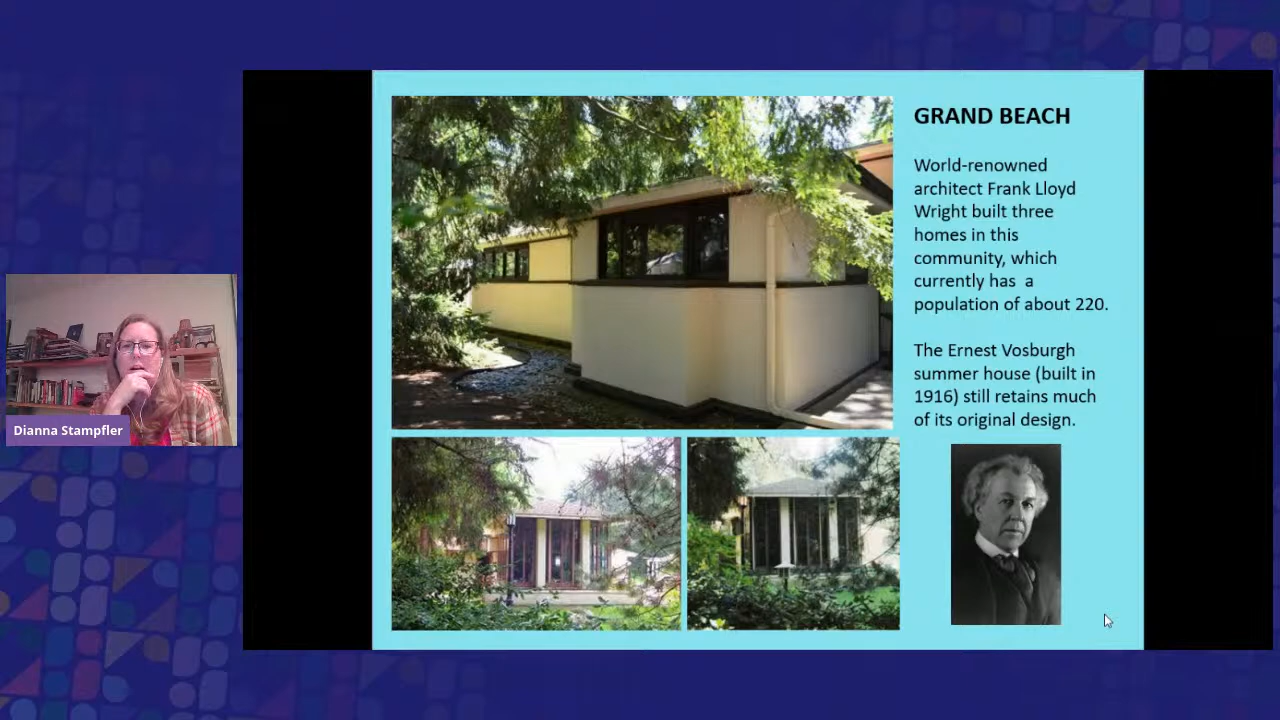 GRAND BEACH
World-renowned
architect Frank Lloyd
Wright built three
homes in this
community, which
currently has a
population of about 220.
The Ernest Vosburgh
summer house (built in
1916) still retains much
of its original design.
Dianna Stampfler